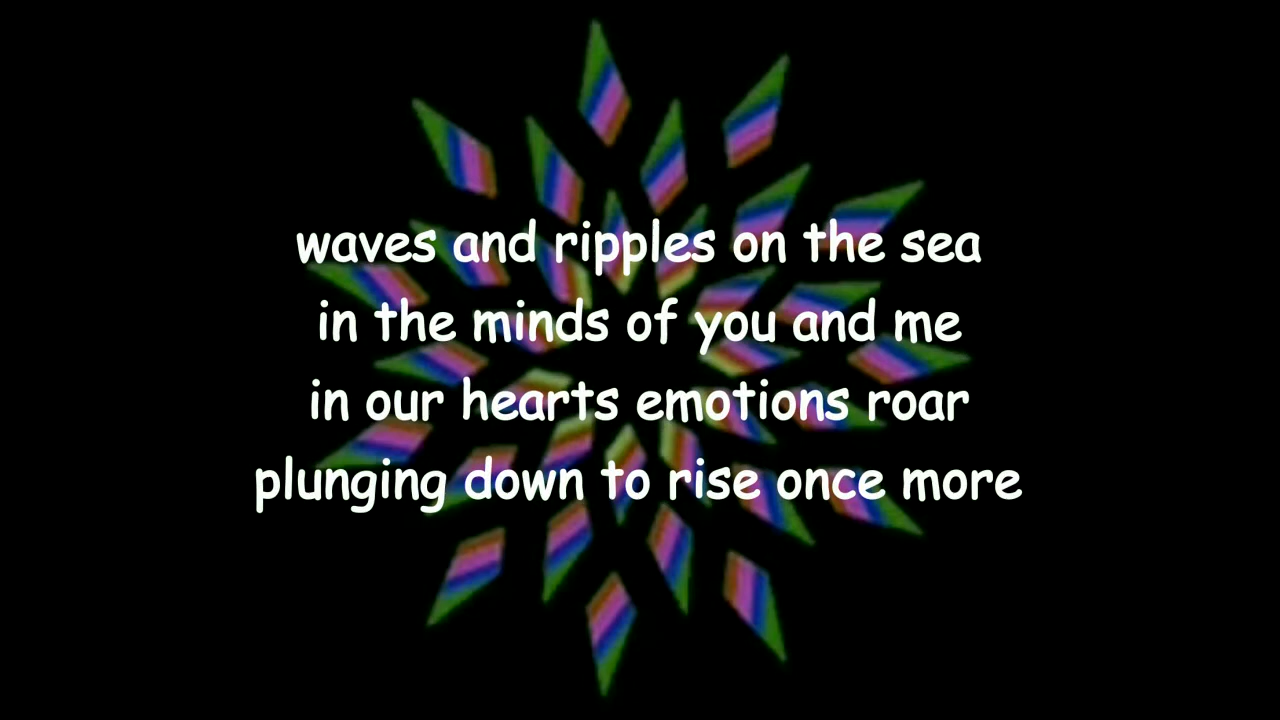 waves and ripples on the sea
in the minds of you and me
in our hearts emotions roar
plunging down to rise once more